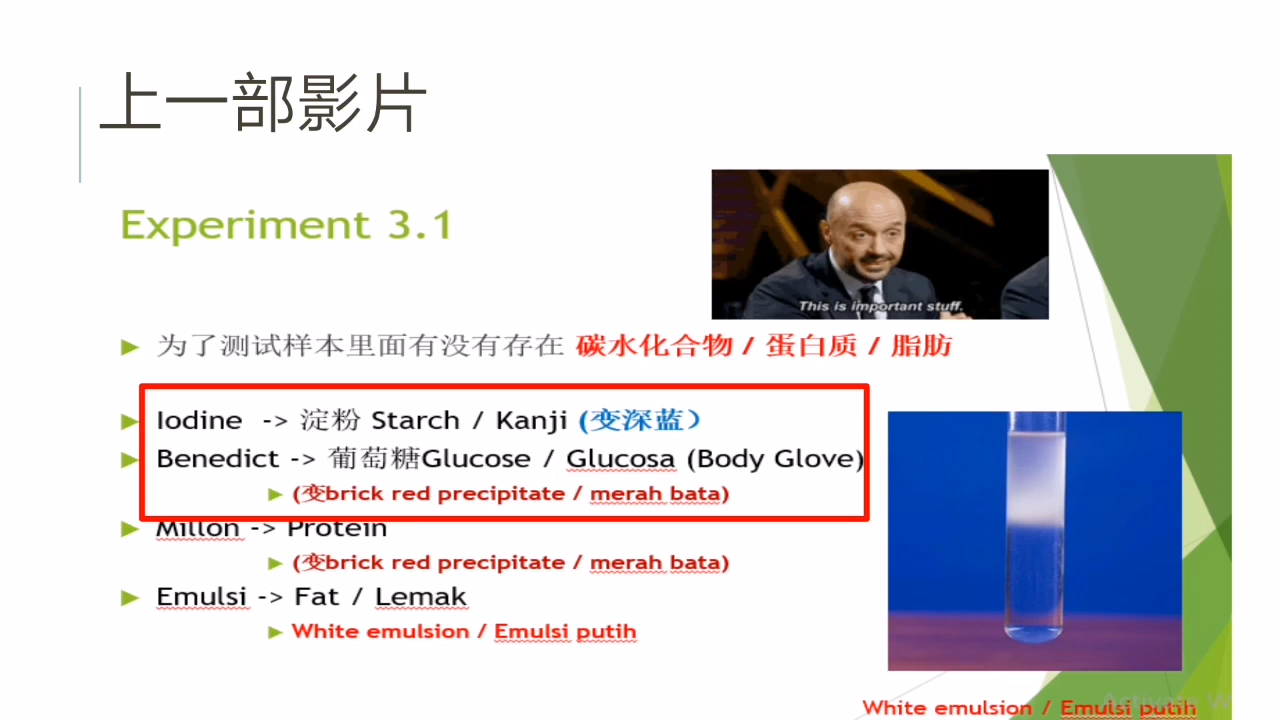 上一部影片
Experiment 3.1
This is important stuff.
为了测试样本里面有没有存在 碳水化合物 / 蛋白质 / 脂肪
Iodine -> 淀粉 Starch / Kanji (变深蓝）
Benedict -> 葡萄糖Glucose / Glucosa (Body Glove)
(变brick red precipitate / merah bata)
Millon -> Protein
(变brick red precipitate / merah bata)
Emulsi -> Fat / Lemak
White emulsion / Emulsi putih
White emulsion / Emulsi putih